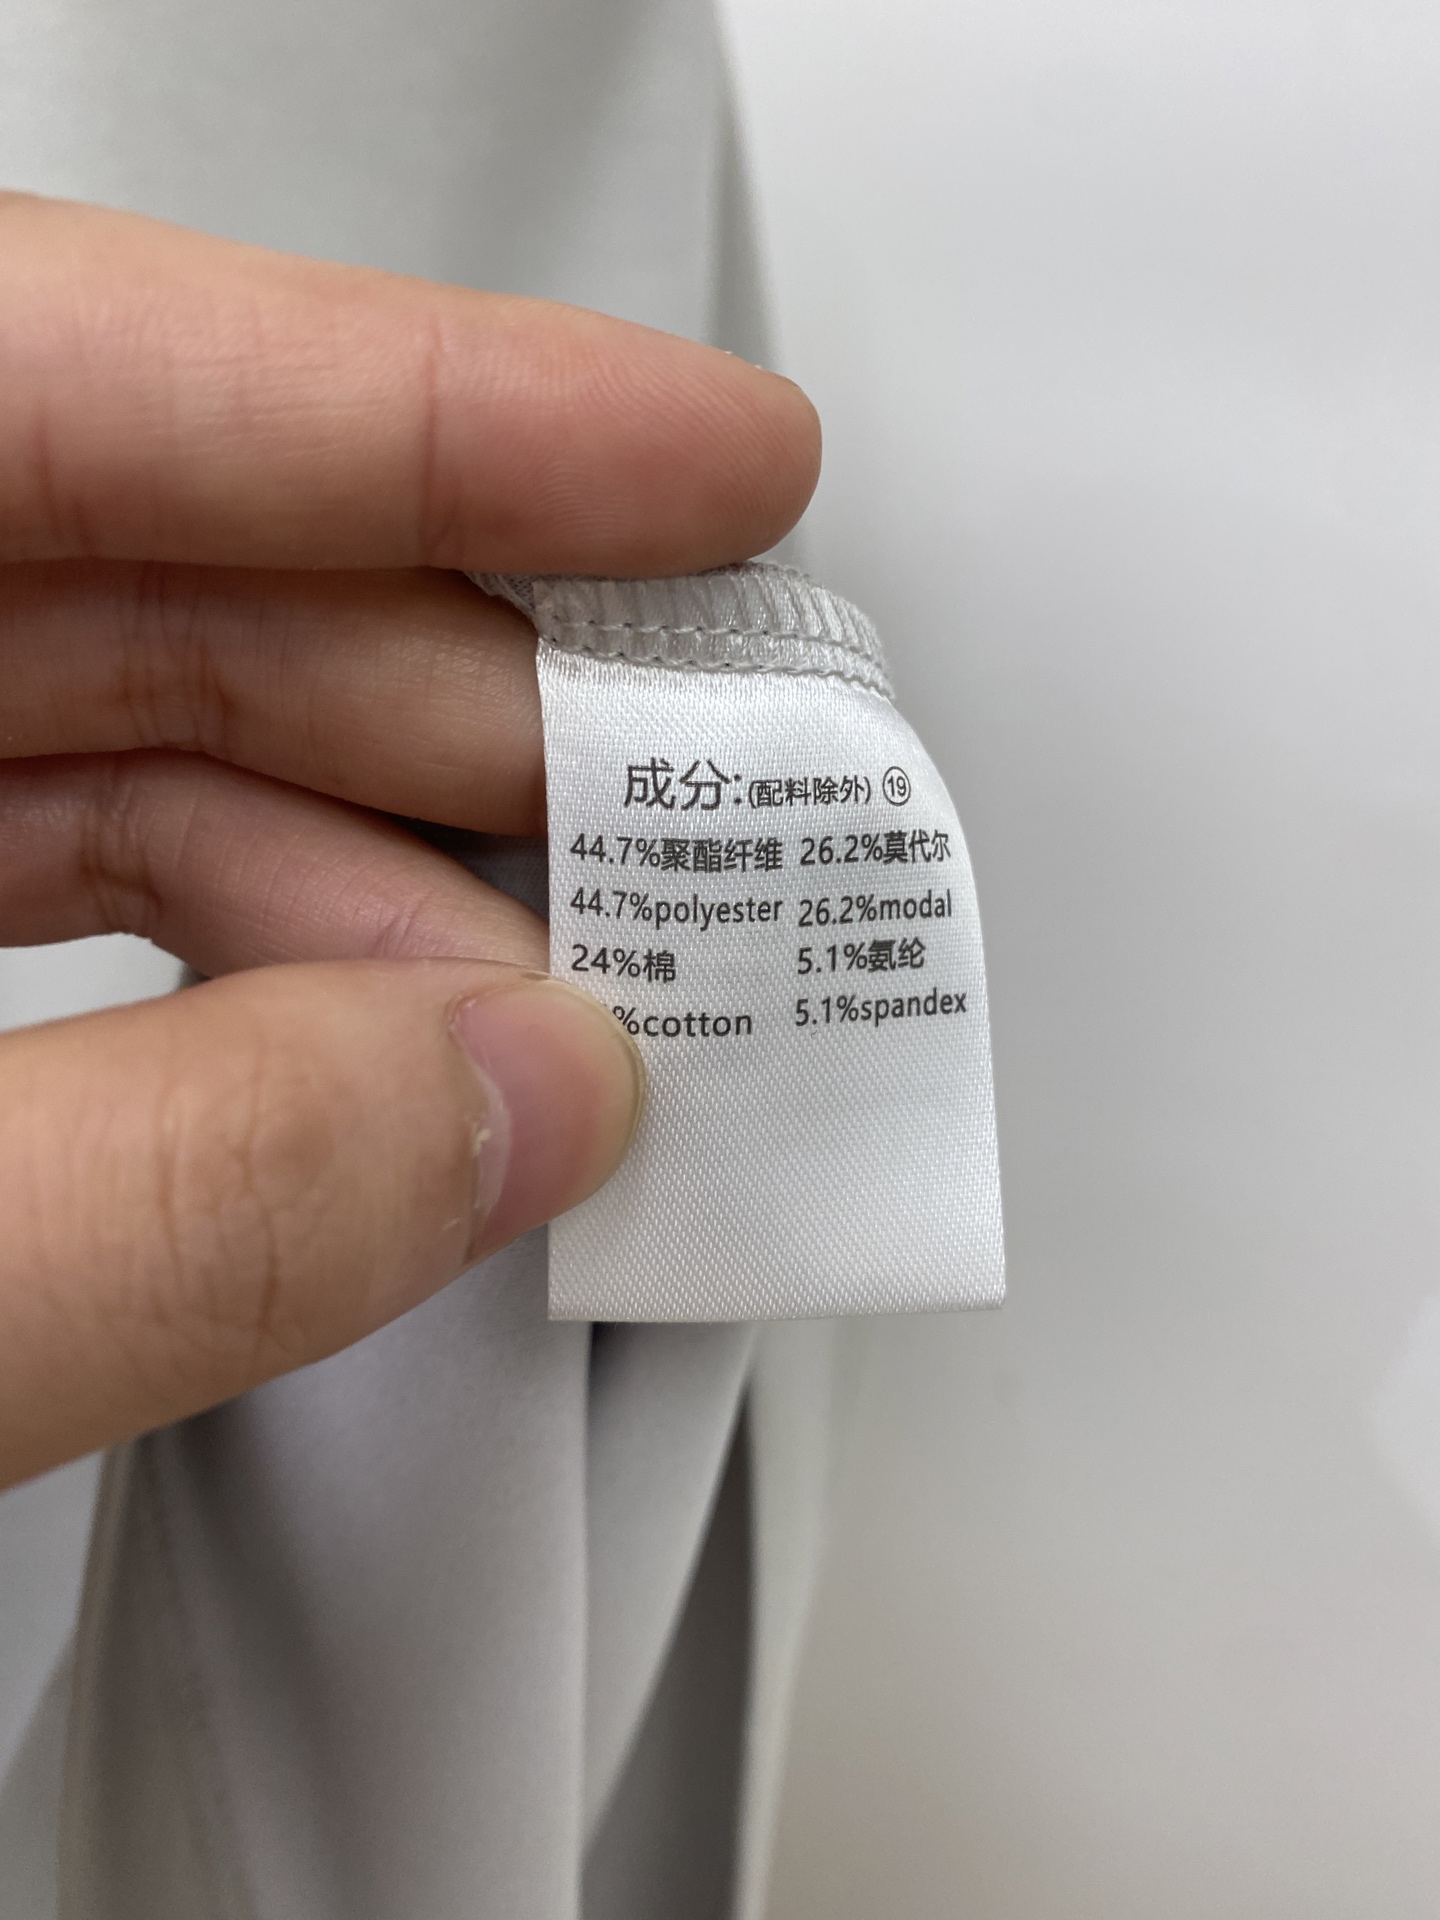 成分:(配料除外) ⑲
44.7%聚酯纤维 26.2%莫代尔
44.7%polyester 26.2%modal
24%棉 5.1%氨纶
%cotton 5.1%spandex